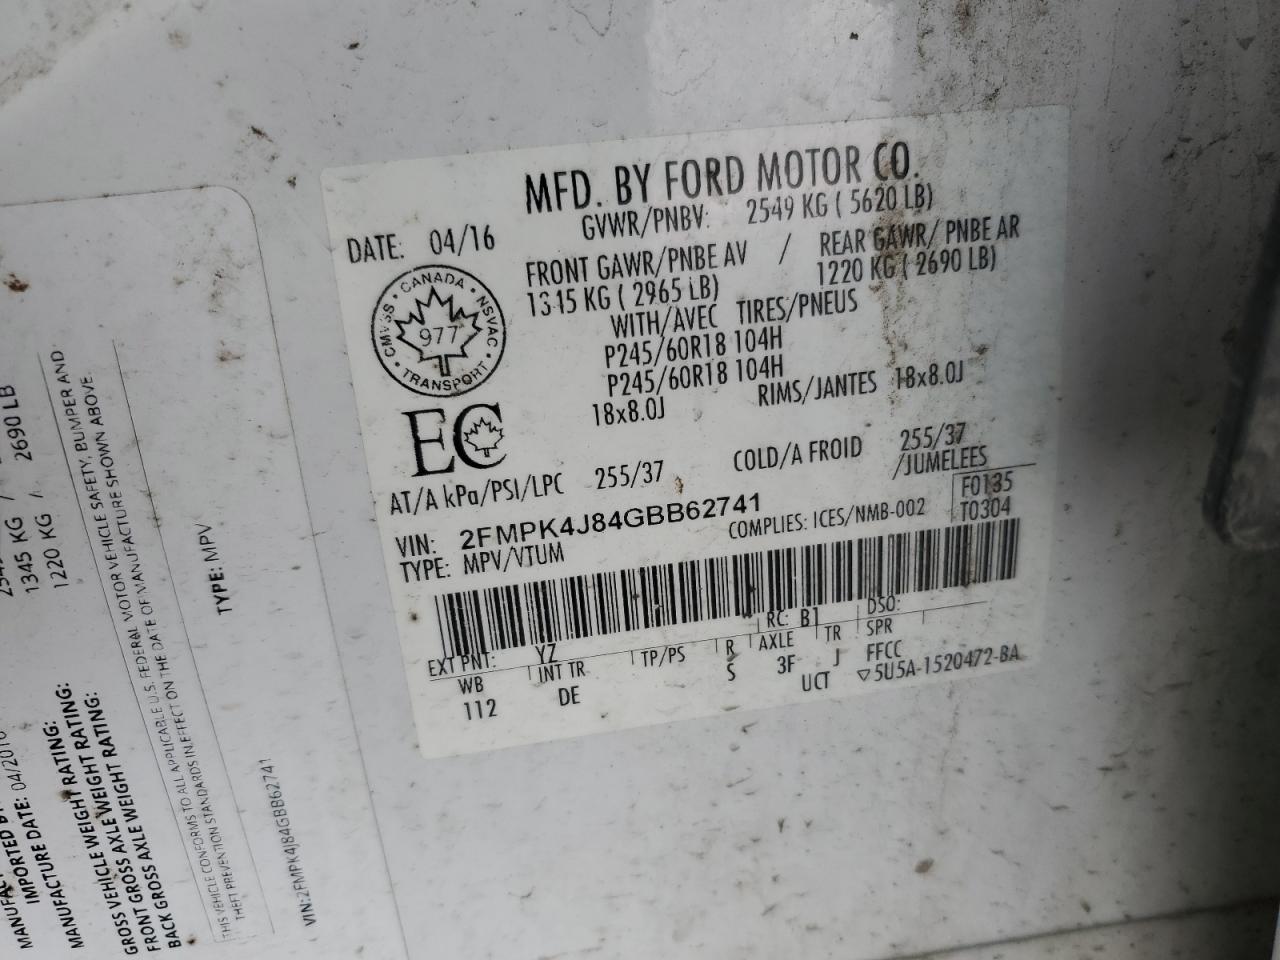 MFD. BY FORD MOTOR CO.
DATE: 04/16
GVWR/PNBV: 2549 KG ( 5620 LB)
FRONT GAWR/PNBE AV / REAR GAWR/ PNBE AR
1345 KG ( 2965 LB) 1220 KG ( 2690 LB)
WITH/AVEC TIRES/PNEUS
P245/60R18 104H
P245/60R18 104H
18x8.0J RIMS/JANTES 18x8.0J
CANADA
CMVSS NSVAC
977
TRANSPORT
EC
AT/A kPa/PSI/LPC 255/37 COLD/A FROID 255/37
/JUMELEES
VIN: 2FMPK4J84GBB62741
F0135
TYPE: MPV/VTUM COMPLIES: ICES/NMB-002 T0304
EXT PNT: YZ RC: B1 DSO:
WB INT TR TP/PS R AXLE TR SPR
112 DE S 3F J FFCC
UCT ▽5U5A-1520472-BA
IMPORTED
MANUFACTURE DATE: 04/2016
GROSS VEHICLE WEIGHT RATING:
FRONT GROSS AXLE WEIGHT RATING: 1345 KG /
BACK GROSS AXLE WEIGHT RATING: 1220 KG / 2690 LB
THIS VEHICLE CONFORMS TO ALL APPLICABLE U.S. FEDERAL MOTOR VEHICLE SAFETY, BUMPER AND
THEFT PREVENTION STANDARDS IN EFFECT ON THE DATE OF MANUFACTURE SHOWN ABOVE.
VIN:2FMPK4J84GBB62741 TYPE: MPV